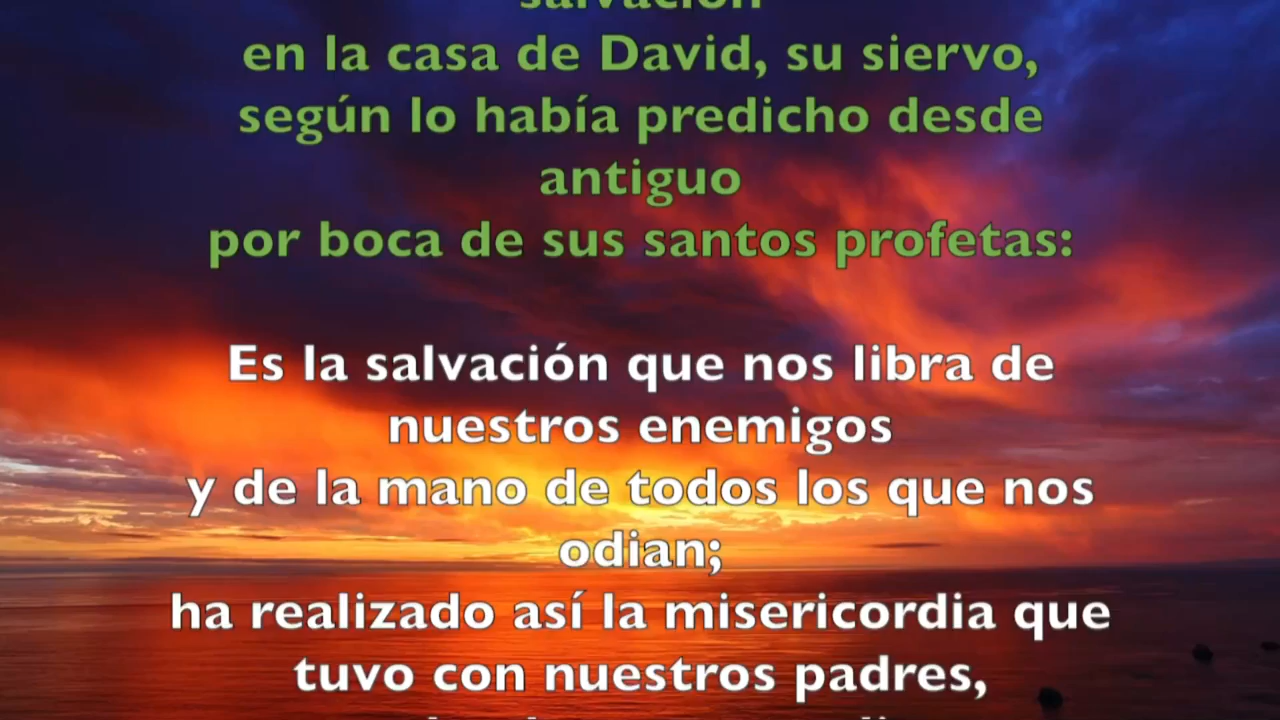 salvación
en la casa de David, su siervo,
según lo había predicho desde
antiguo
por boca de sus santos profetas:
Es la salvación que nos libra de
nuestros enemigos
y de la mano de todos los que nos
odian;
ha realizado así la misericordia que
tuvo con nuestros padres,